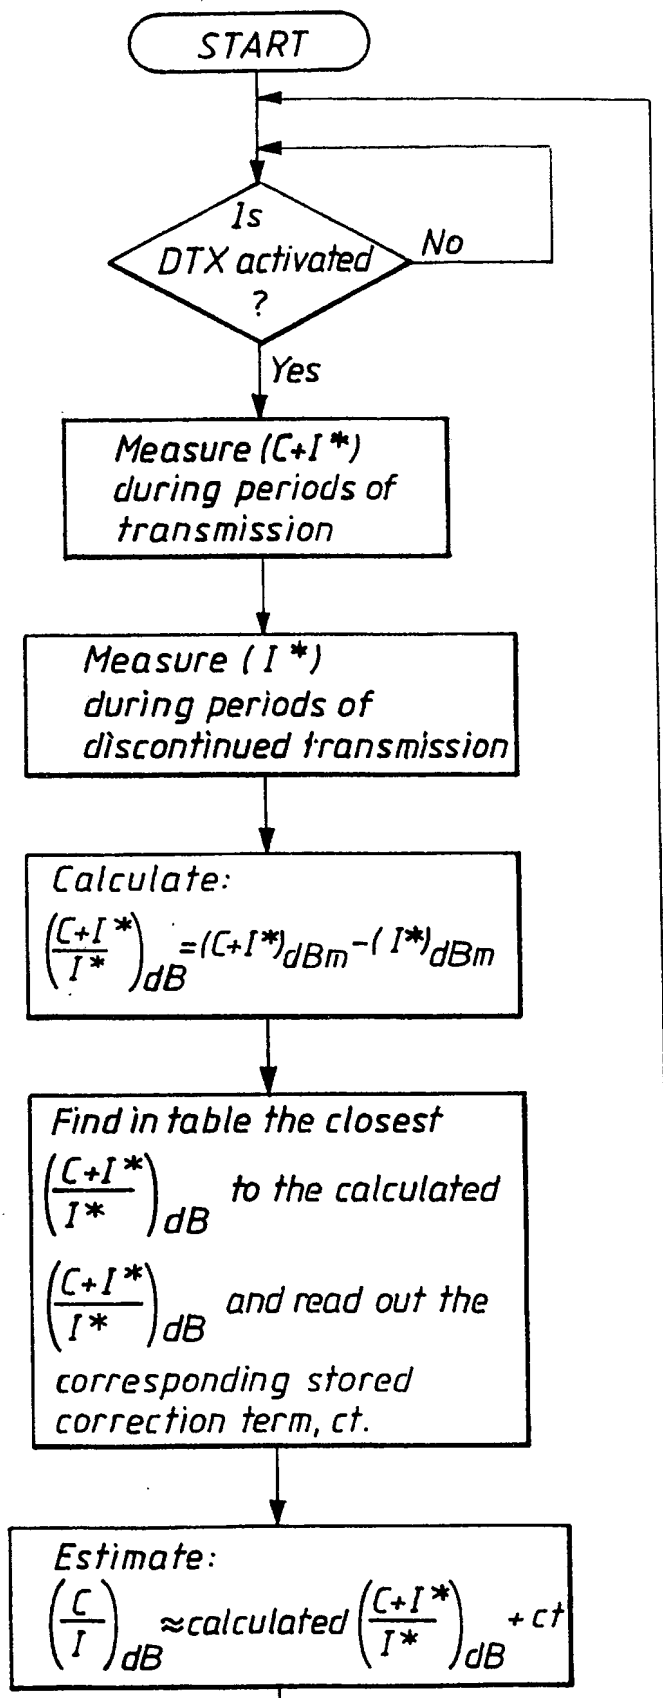 START
Is
DTX activated
?
No
Yes
Measure (C+I*)
during periods of
transmission
Measure (I*)
during periods of
discontinued transmission
Calculate:
((C+I*)/I*)dB=(C+I*)dBm-(I*)dBm
Find in table the closest
((C+I*)/I*)dB to the calculated
((C+I*)/I*)dB and read out the
corresponding stored
correction term, ct.
Estimate:
(C/I)dB≈calculated ((C+I*)/I*)dB + ct